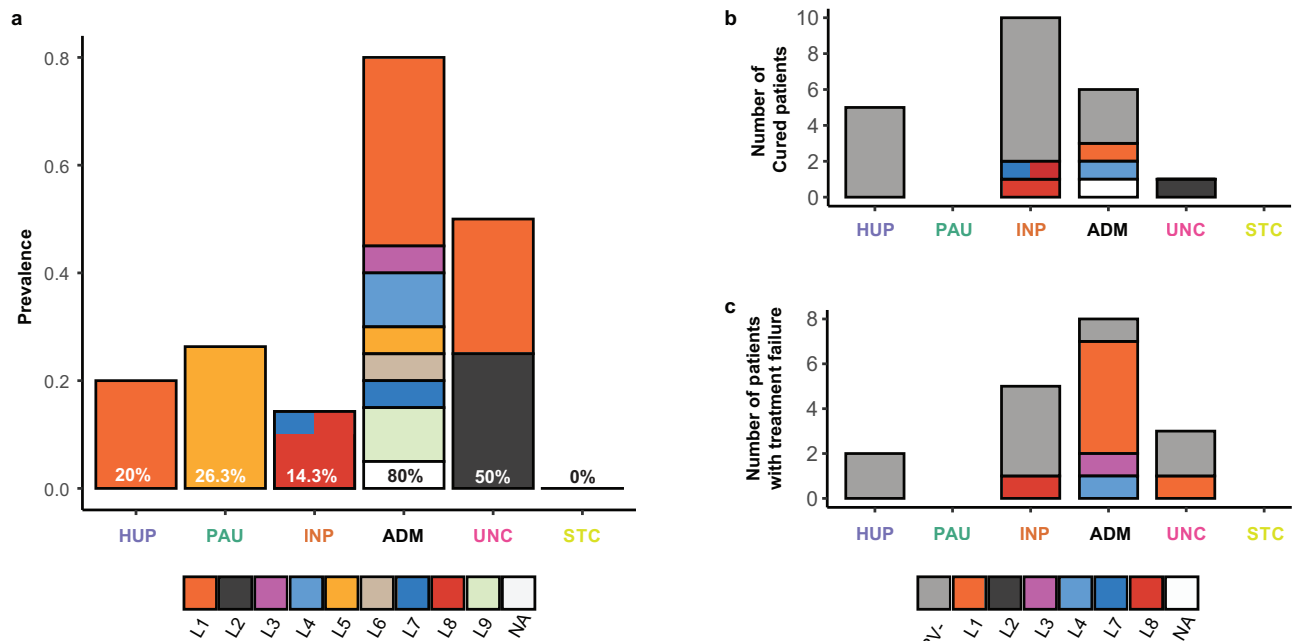 a
Prevalence
0.8
0.6
0.4
0.2
0.0
20%
26.3%
14.3%
80%
50%
0%
HUP PAU INP ADM UNC STC
L1 L2 L3 L4 L5 L6 L7 L8 L9 NA
b
Number of
Cured patients
10
8
6
4
2
0
HUP PAU INP ADM UNC STC
c
Number of patients
with treatment failure
8
6
4
2
0
HUP PAU INP ADM UNC STC
L1 L2 L3 L4 L7 L8 NA